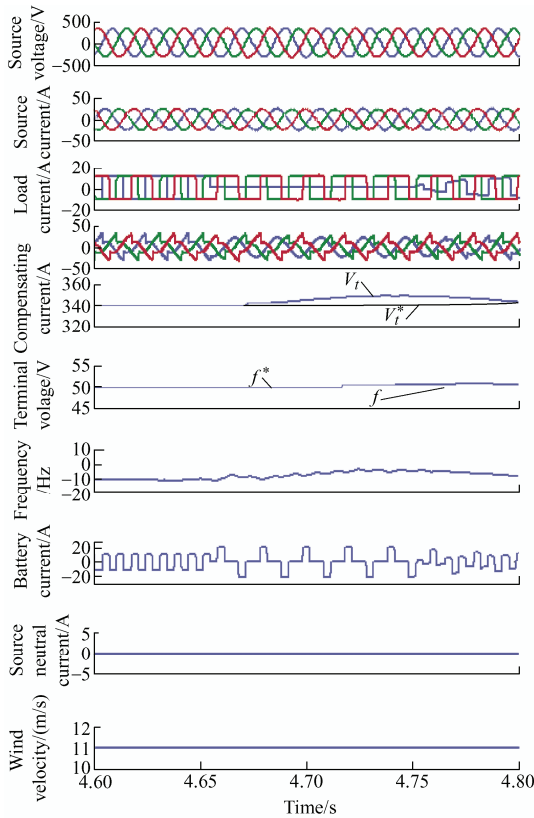 Source
voltage/V
500
0
−500
Source
current/A
50
0
−50
Load
current/A
20
0
−20
Compensating
current/A
50
0
−50
360
340
320
V_t
V_t^*
Terminal
volage/V
55
50
45
f^*
f
Frequency
/Hz
10
0
−10
−20
Battery
current/A
20
0
−20
Source
neutral
current/A
5
0
−5
Wind
velocity/(m/s)
12
11
10
4.60 4.65 4.70 4.75 4.80
Time/s